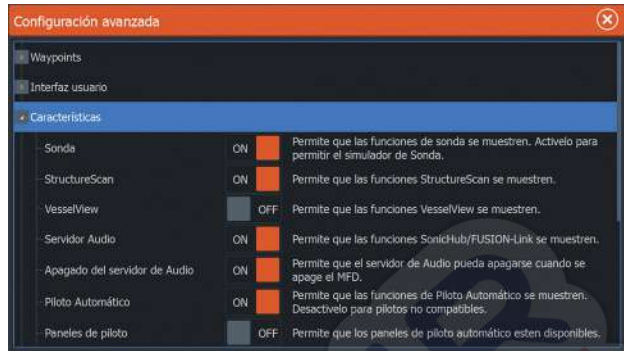 Configuración avanzada
Waypoints
Interfaz usuario
Características
Sonda ON Permite que las funciones de sonda se muestren. Activelo para
permitir el simulador de Sonda.
StructureScan ON Permite que las funciones StructureScan se muestren.
VesselView OFF Permite que las funciones VesselView se muestren.
Servidor Audio ON Permite que las funciones SonicHub/FUSION-Link se muestren.
Apagado del servidor de Audio ON Permite que el servidor de Audio pueda apagarse cuando se
apage el MFD.
Piloto Automático ON Permite que las funciones de Piloto Automático se muestren.
Desactivelo para pilotos no compatibles.
Paneles de piloto OFF Permite que los paneles de piloto automático esten disponibles.